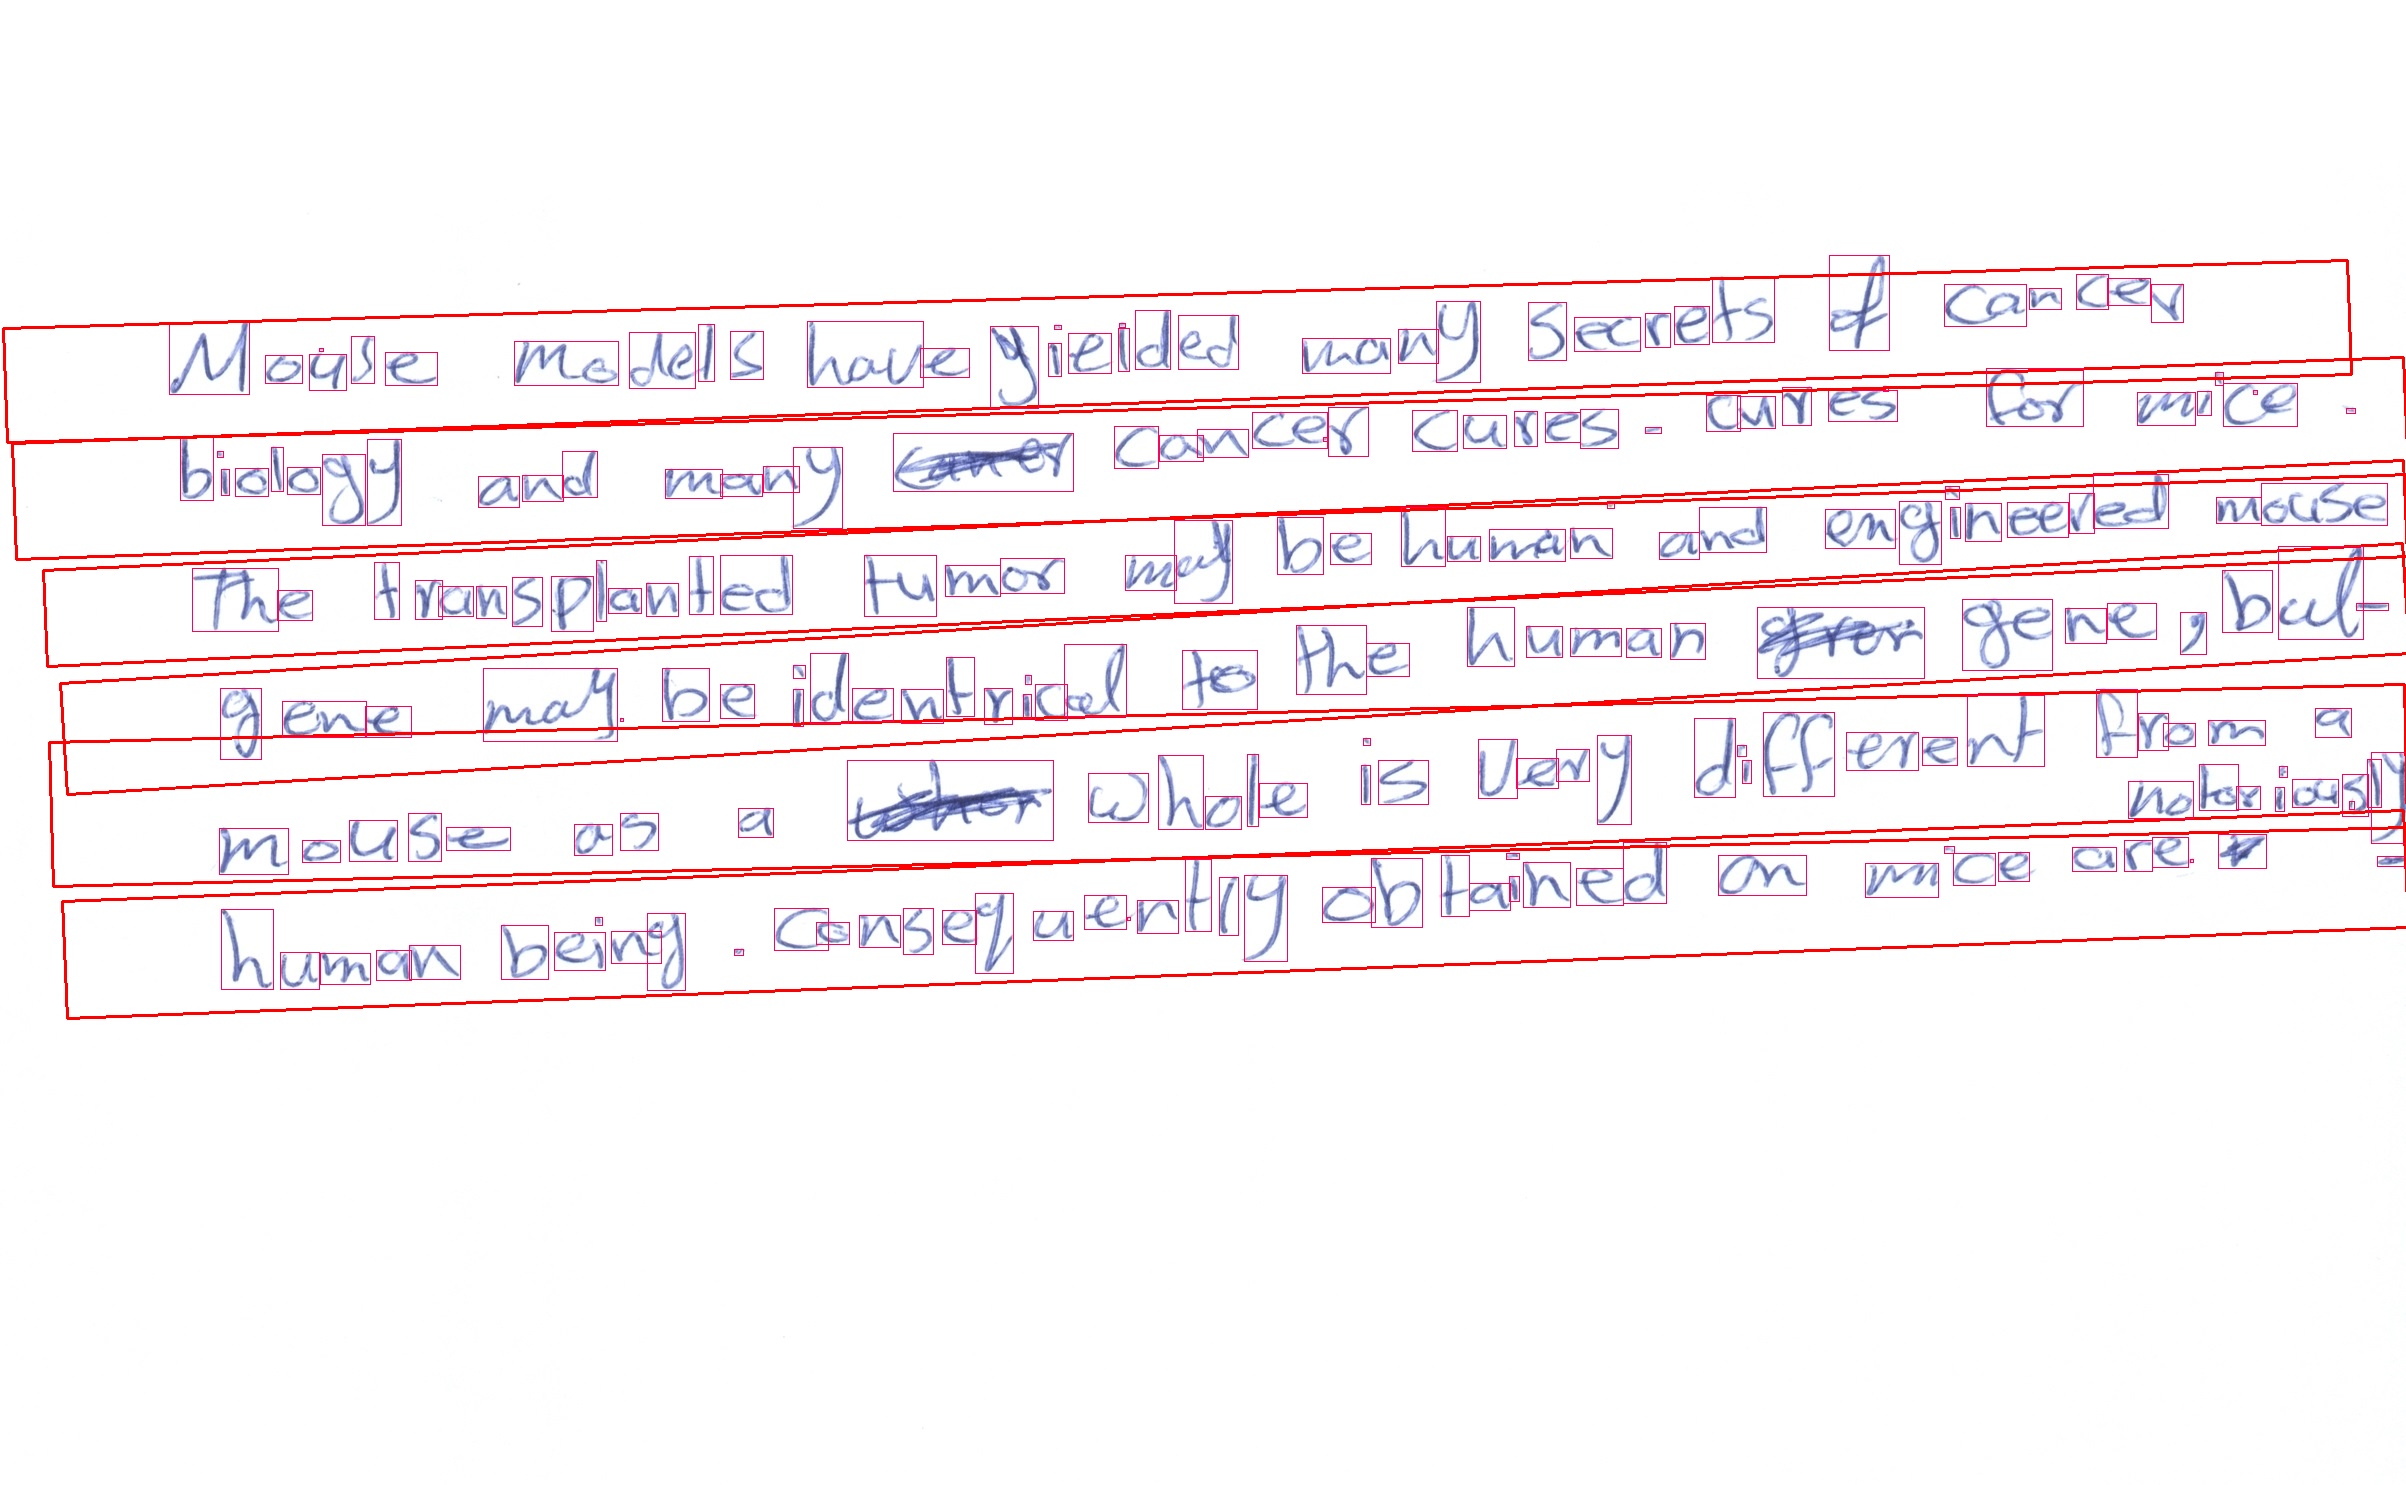 Mouse models have yielded many secrets of cancer
biology and many cancer cures - cures for mice .
The transplanted tumor may be human and engineered mouse
gene may be identrical to the human gene , but
mouse as a whole is very different from a
notoriously
human being . Consequently obtained on mice are